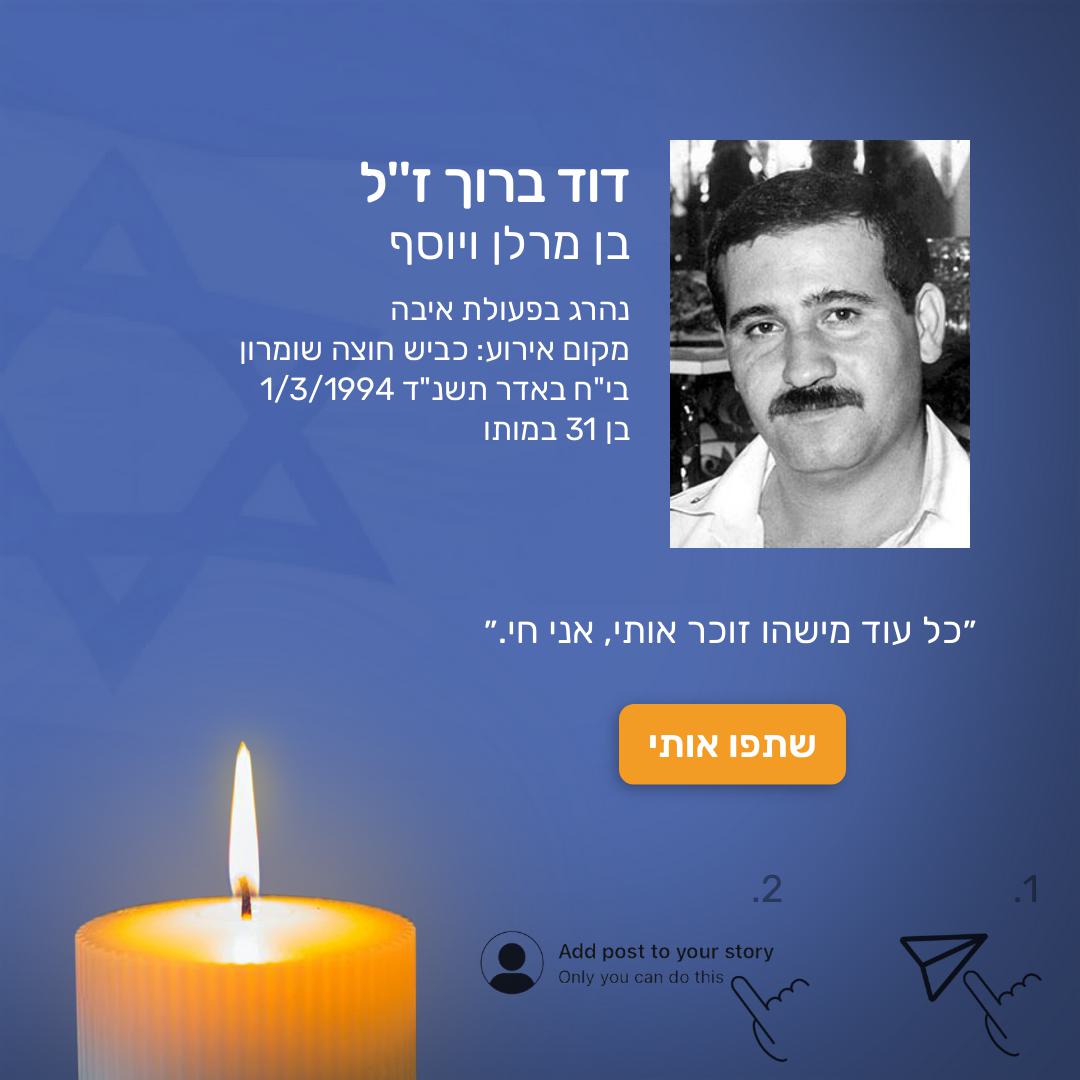 דוד ברוך ז''ל
בן מרלן ויוסף
נהרג בפעולת איבה
מקום אירוע: כביש חוצה שומרון
בי"ח באדר תשנ"ד 1/3/1994
בן 31 במותו
״כל עוד מישהו זוכר אותי, אני חי.״
שתפו אותי
1.
2.
Add post to your story
Only you can do this